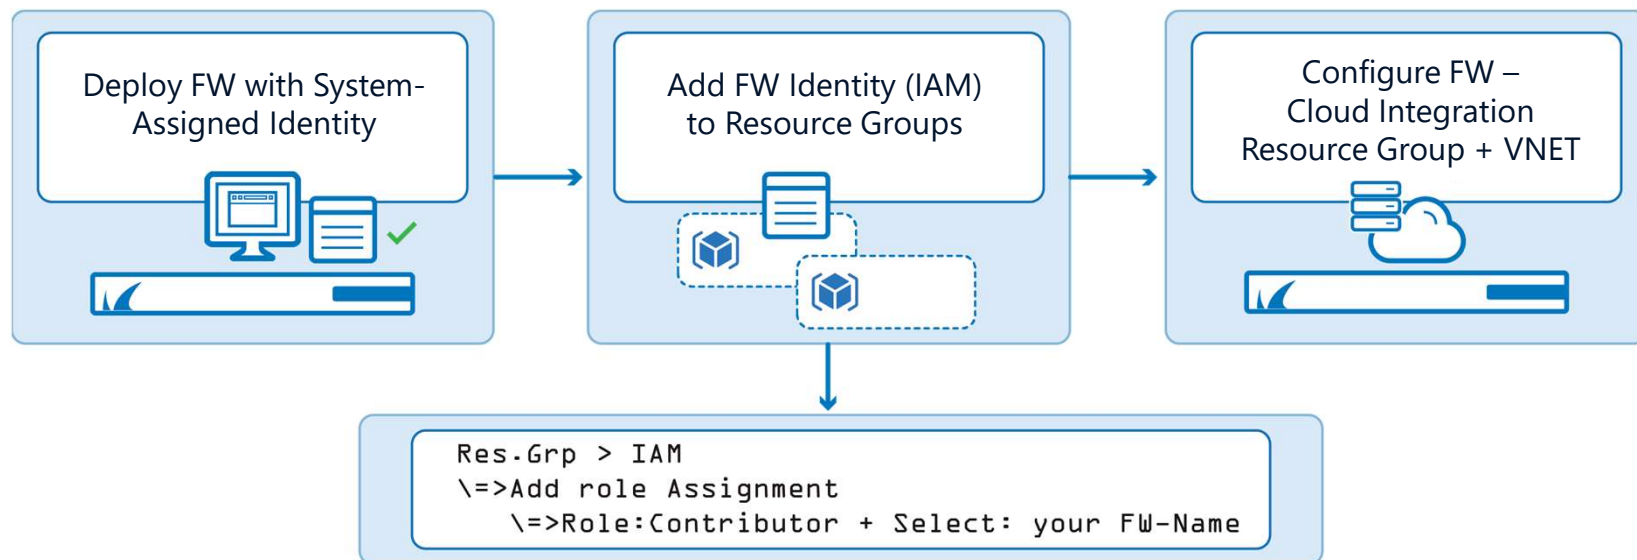 Deploy FW with System-
Assigned Identity
Add FW Identity (IAM)
to Resource Groups
Configure FW –
Cloud Integration
Resource Group + VNET
Res.Grp > IAM
\=>Add role Assignment
\=>Role:Contributor + Select: your FW-Name